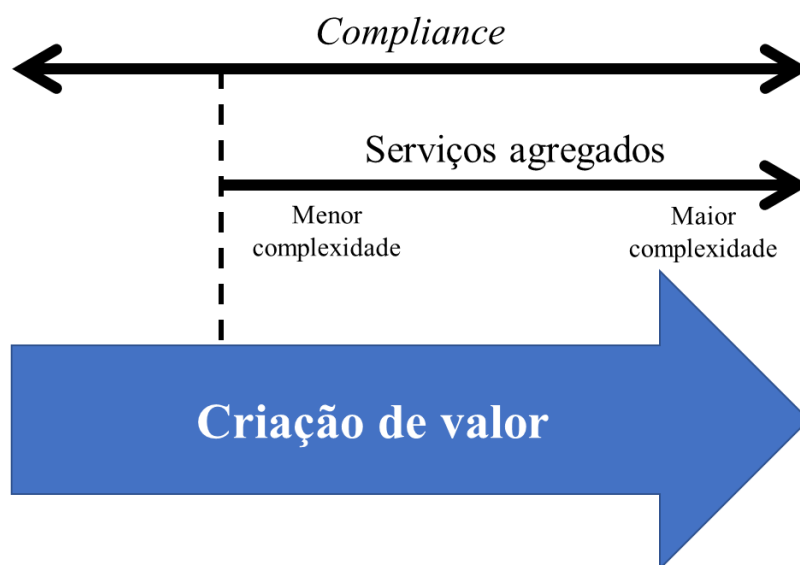 Compliance
Serviços agregados
Menor
complexidade
Maior
complexidade
Criação de valor